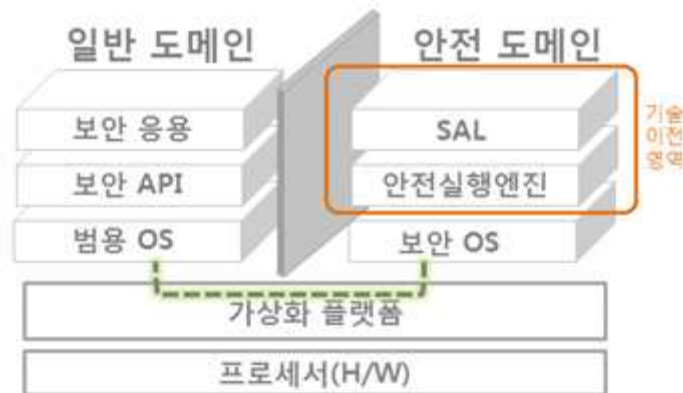 일반 도메인
안전 도메인
보안 응용
보안 API
범용 OS
SAL
안전실행엔진
보안 OS
기술
이전
영역
가상화 플랫폼
프로세서(H/W)